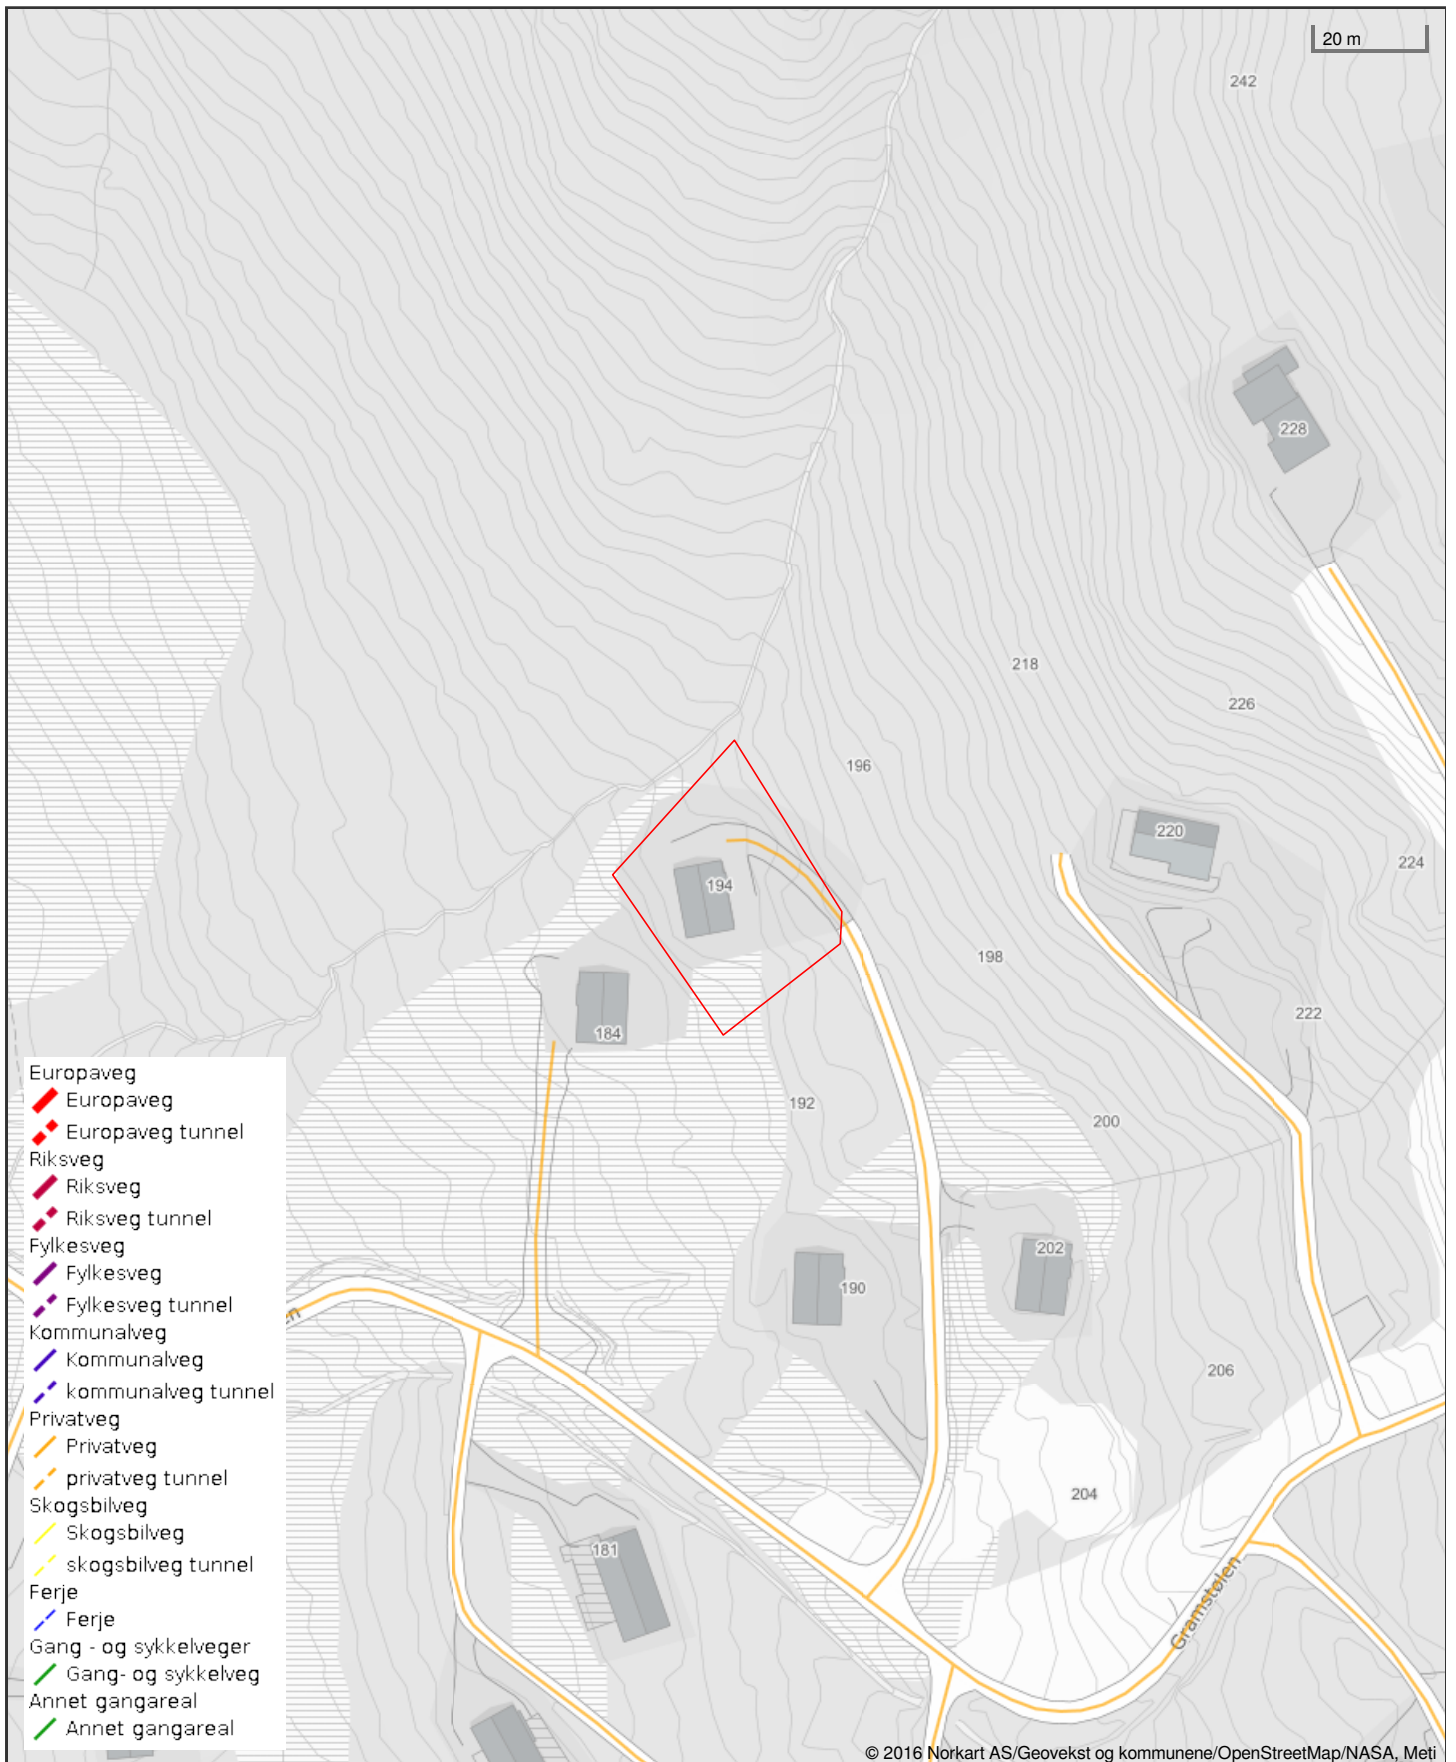 20 m
242
228
218
226
196
220
194
224
198
222
184
192
200
202
190
206
204
181
Gramstølen
Europaveg
Europaveg
Europaveg tunnel
Riksveg
Riksveg
Riksveg tunnel
Fylkesveg
Fylkesveg
Fylkesveg tunnel
Kommunalveg
Kommunalveg
kommunalveg tunnel
Privatveg
Privatveg
privatveg tunnel
Skogsbilveg
Skogsbilveg
skogsbilveg tunnel
Ferje
Ferje
Gang - og sykkelveger
Gang- og sykkelveg
Annet gangareal
Annet gangareal
© 2016 Norkart AS/Geovekst og kommunene/OpenStreetMap/NASA, Meti